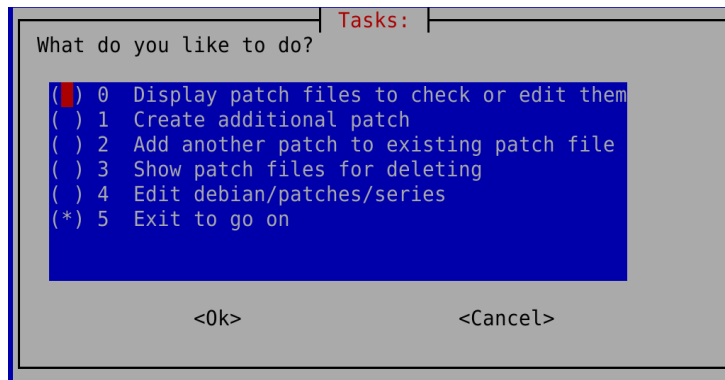 Tasks:
What do you like to do?
( ) 0 Display patch files to check or edit them
( ) 1 Create additional patch
( ) 2 Add another patch to existing patch file
( ) 3 Show patch files for deleting
( ) 4 Edit debian/patches/series
(*) 5 Exit to go on
<Ok> <Cancel>